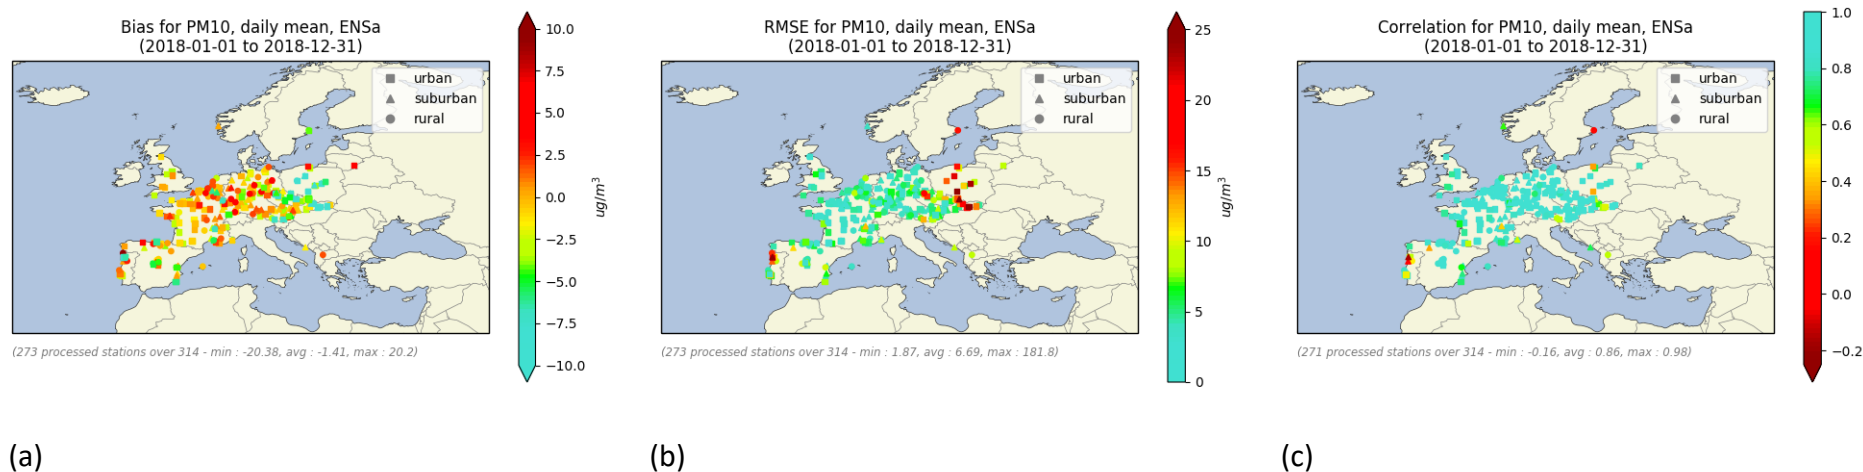 Bias for PM10, daily mean, ENSa
(2018-01-01 to 2018-12-31)
urban
suburban
rural
10.0
7.5
5.0
2.5
0.0
−2.5
−5.0
−7.5
−10.0
ug/m³
(273 processed stations over 314 - min : -20.38, avg : -1.41, max : 20.2)
(a)
RMSE for PM10, daily mean, ENSa
(2018-01-01 to 2018-12-31)
urban
suburban
rural
25
20
15
10
5
0
ug/m³
(273 processed stations over 314 - min : 1.87, avg : 6.69, max : 181.8)
(b)
Correlation for PM10, daily mean, ENSa
(2018-01-01 to 2018-12-31)
urban
suburban
rural
1.0
0.8
0.6
0.4
0.2
0.0
−0.2
(271 processed stations over 314 - min : -0.16, avg : 0.86, max : 0.98)
(c)